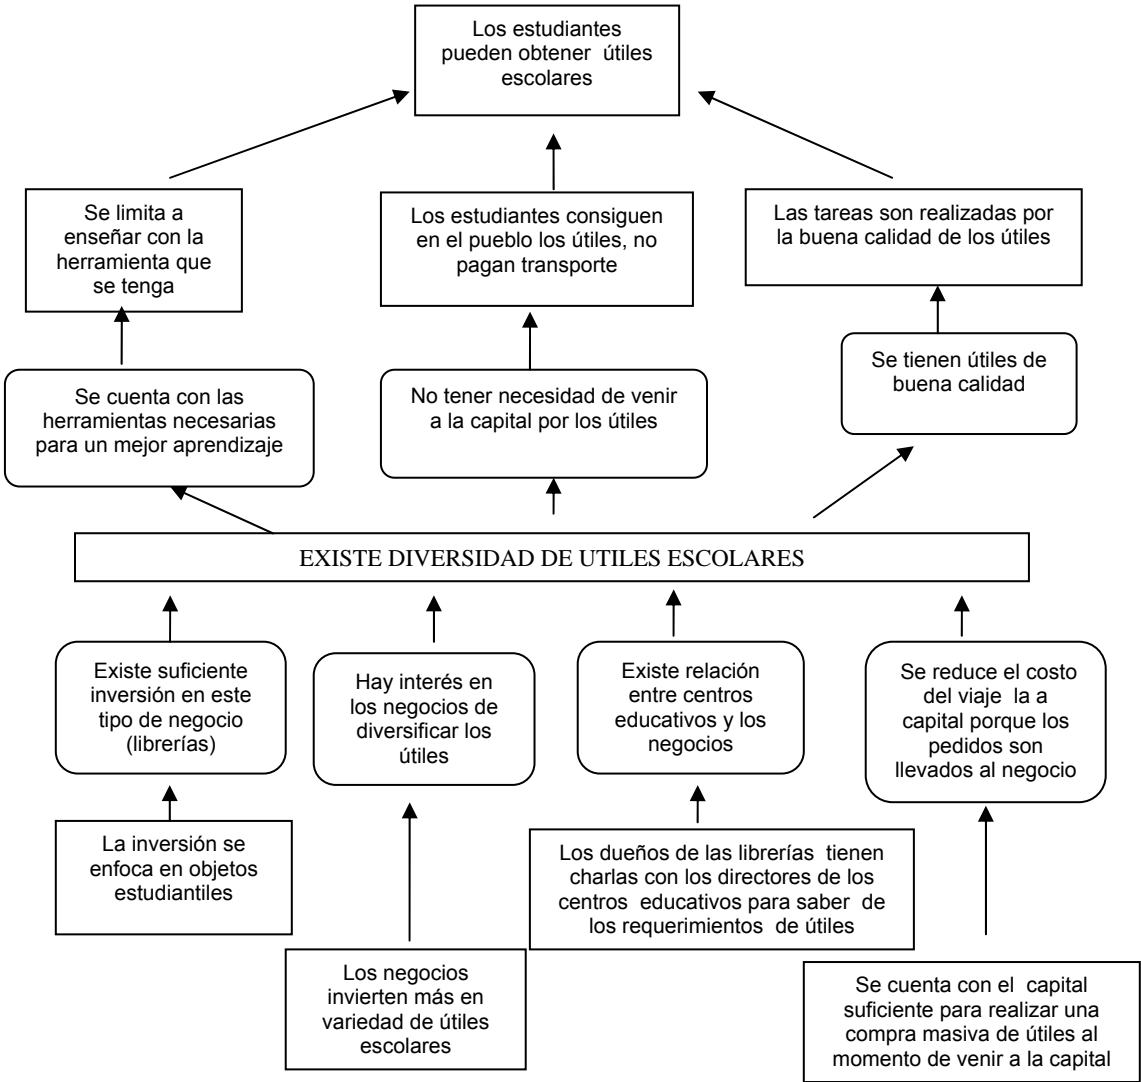 Los estudiantes
pueden obtener útiles
escolares
Se limita a
enseñar con la
herramienta que
se tenga
Los estudiantes consiguen
en el pueblo los útiles, no
pagan transporte
Las tareas son realizadas por
la buena calidad de los útiles
Se cuenta con las
herramientas necesarias
para un mejor aprendizaje
No tener necesidad de venir
a la capital por los útiles
Se tienen útiles de
buena calidad
EXISTE DIVERSIDAD DE UTILES ESCOLARES
Existe suficiente
inversión en este
tipo de negocio
(librerías)
Hay interés en
los negocios de
diversificar los
útiles
Existe relación
entre centros
educativos y los
negocios
Se reduce el costo
del viaje la a
capital porque los
pedidos son
llevados al negocio
La inversión se
enfoca en objetos
estudiantiles
Los negocios
invierten más en
variedad de útiles
escolares
Los dueños de las librerías tienen
charlas con los directores de los
centros educativos para saber de
los requerimientos de útiles
Se cuenta con el capital
suficiente para realizar una
compra masiva de útiles al
momento de venir a la capital